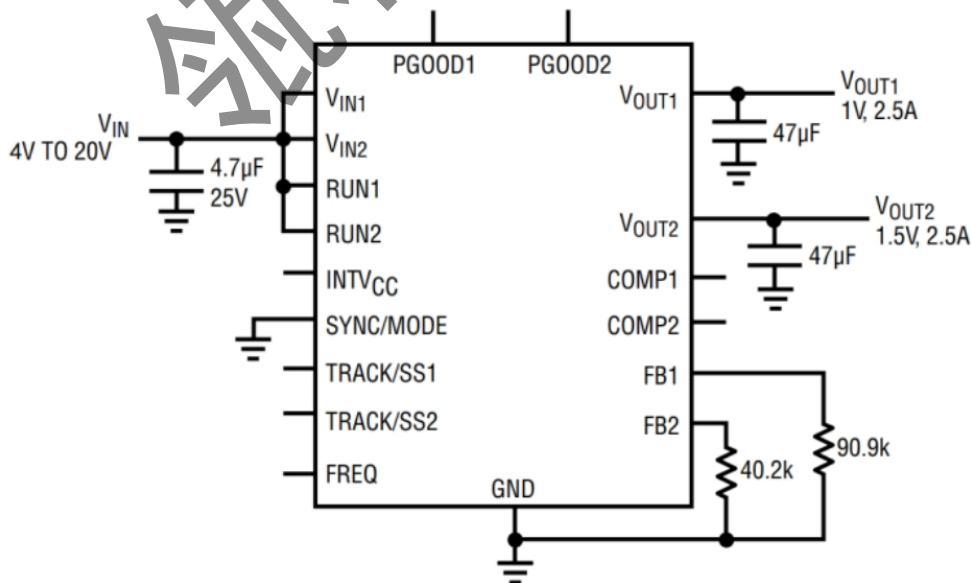 PGOOD1 PGOOD2
VIN
4V TO 20V
4.7µF
25V
VIN1
VIN2
RUN1
RUN2
INTVCC
SYNC/MODE
TRACK/SS1
TRACK/SS2
FREQ
GND
VOUT1
VOUT2
COMP1
COMP2
FB1
FB2
VOUT1
1V, 2.5A
47µF
VOUT2
1.5V, 2.5A
47µF
40.2k
90.9k